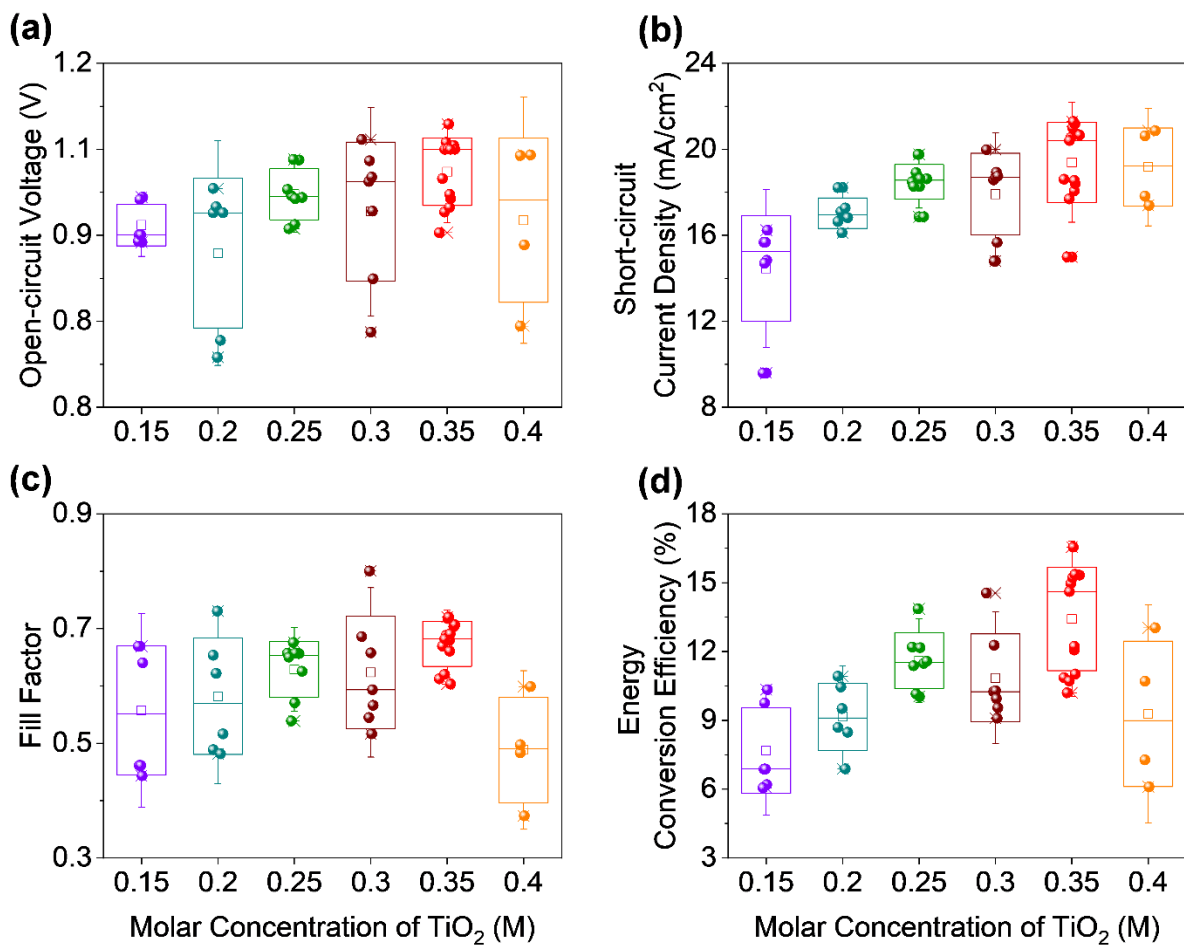 (a)
Open-circuit Voltage (V)
1.2
1.1
0.9
0.8
0.8
0.15 0.2 0.25 0.3 0.35 0.4
(b)
Short-circuit
Current Density (mA/cm²)
24
20
16
12
8
0.15 0.2 0.25 0.3 0.35 0.4
(c)
Fill Factor
0.9
0.7
0.5
0.3
0.15 0.2 0.25 0.3 0.35 0.4
Molar Concentration of TiO₂ (M)
(d)
Energy
Conversion Efficiency (%)
18
15
12
9
6
3
0.15 0.2 0.25 0.3 0.35 0.4
Molar Concentration of TiO₂ (M)